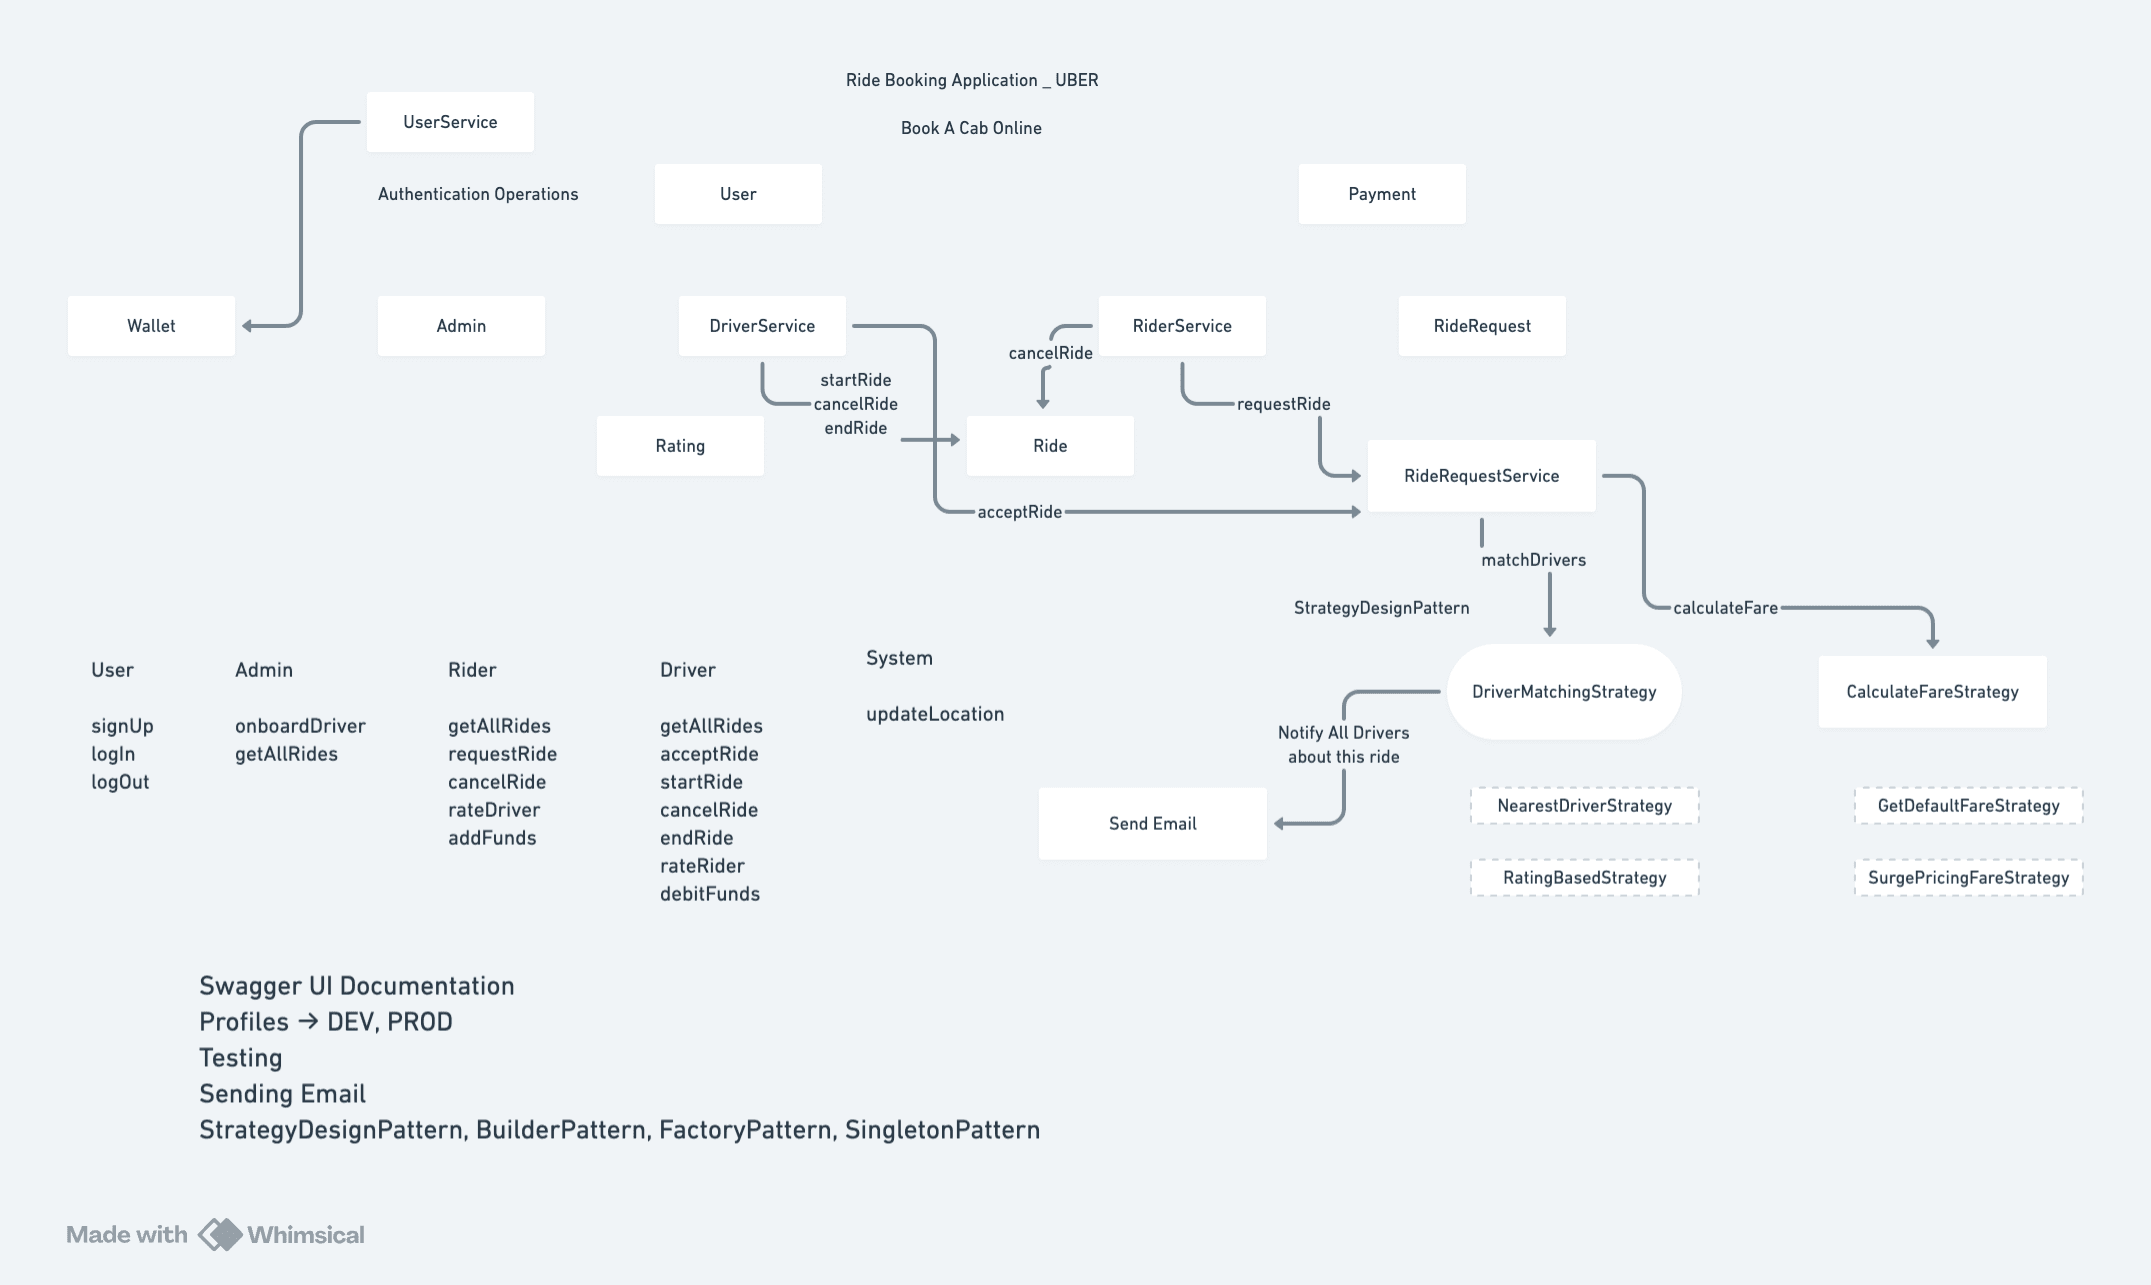 Ride Booking Application _ UBER
Book A Cab Online
UserService
Authentication Operations
User
Payment
Wallet
Admin
DriverService
RiderService
RideRequest
cancelRide
startRide
cancelRide
endRide
requestRide
Rating
Ride
RideRequestService
acceptRide
matchDrivers
StrategyDesignPattern
calculateFare
DriverMatchingStrategy
CalculateFareStrategy
Notify All Drivers
about this ride
Send Email
NearestDriverStrategy
RatingBasedStrategy
GetDefaultFareStrategy
SurgePricingFareStrategy
User
signUp
logIn
logOut
Admin
onboardDriver
getAllRides
Rider
getAllRides
requestRide
cancelRide
rateDriver
addFunds
Driver
getAllRides
acceptRide
startRide
cancelRide
endRide
rateRider
debitFunds
System
updateLocation
Swagger UI Documentation
Profiles → DEV, PROD
Testing
Sending Email
StrategyDesignPattern, BuilderPattern, FactoryPattern, SingletonPattern
Made with Whimsical